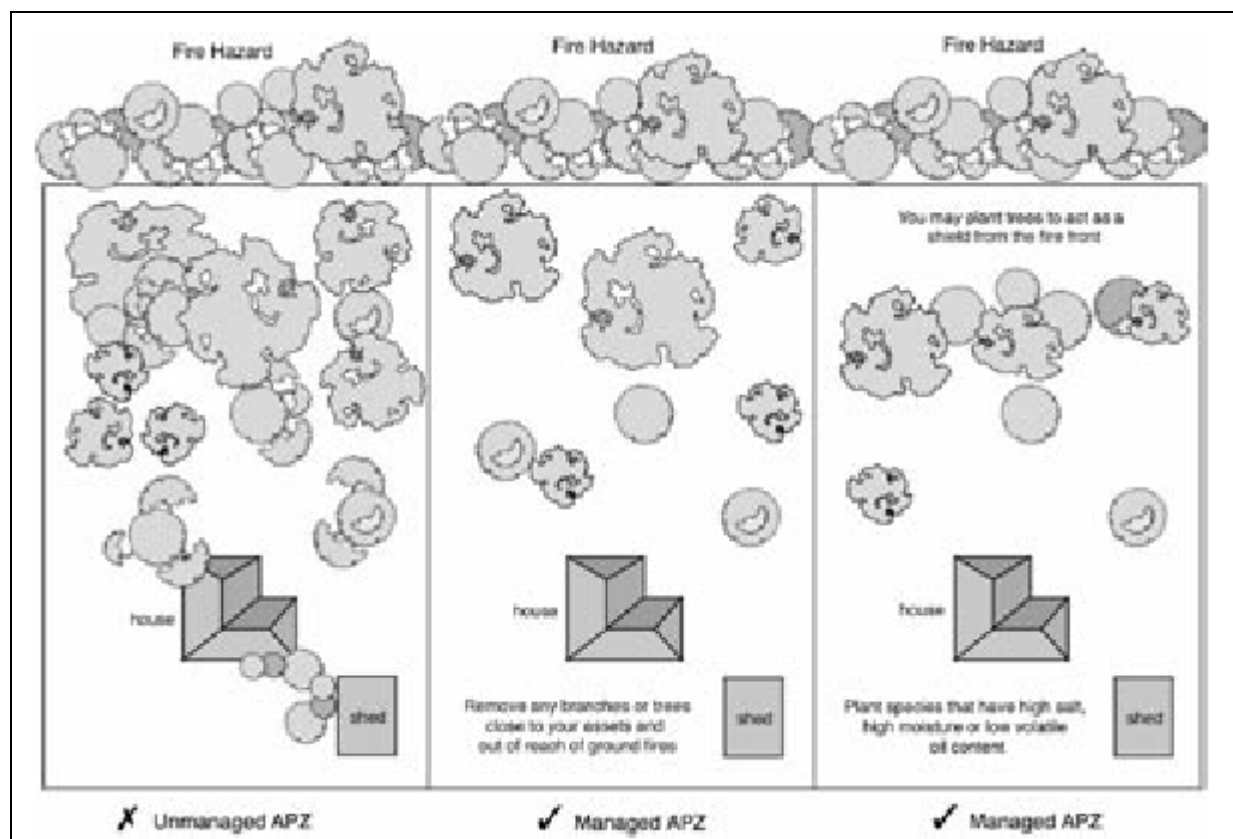 Fire Hazard
Fire Hazard
Fire Hazard
You may plant trees to act as a
shield from the fire front
house
house
house
shed
Remove any branches or trees
close to your assets and
out of reach of ground fires
shed
Plant species that have high salt,
high moisture or low volatile
oil content.
shed
✗ Unmanaged APZ
✓ Managed APZ
✓ Managed APZ